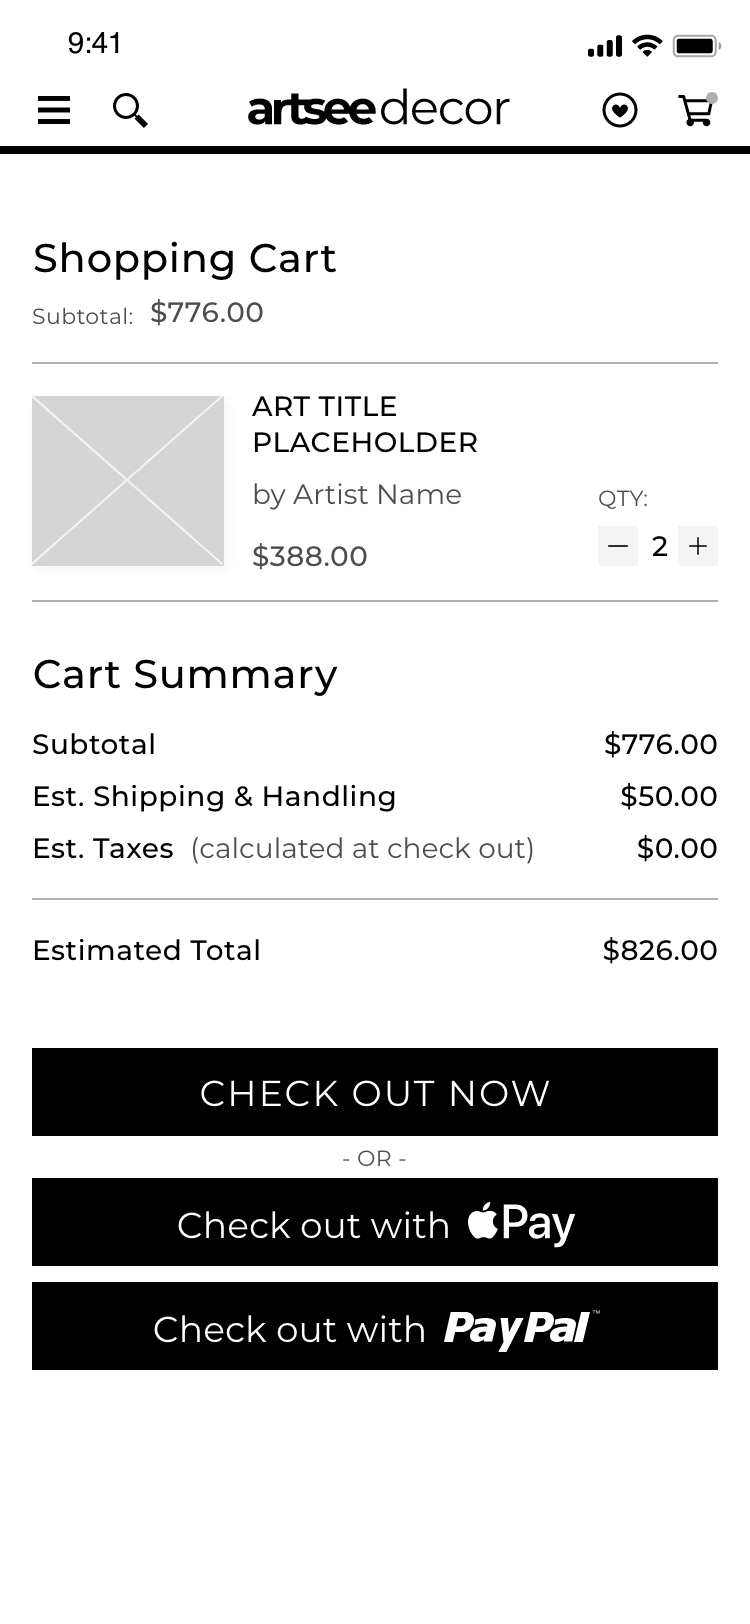 9:41
artseedecor
Shopping Cart
Subtotal: $776.00
ART TITLE
PLACEHOLDER
by Artist Name
QTY:
$388.00
2
Cart Summary
Subtotal $776.00
Est. Shipping & Handling $50.00
Est. Taxes (calculated at check out) $0.00
Estimated Total $826.00
CHECK OUT NOW
- OR -
Check out with Pay
Check out with PayPal™